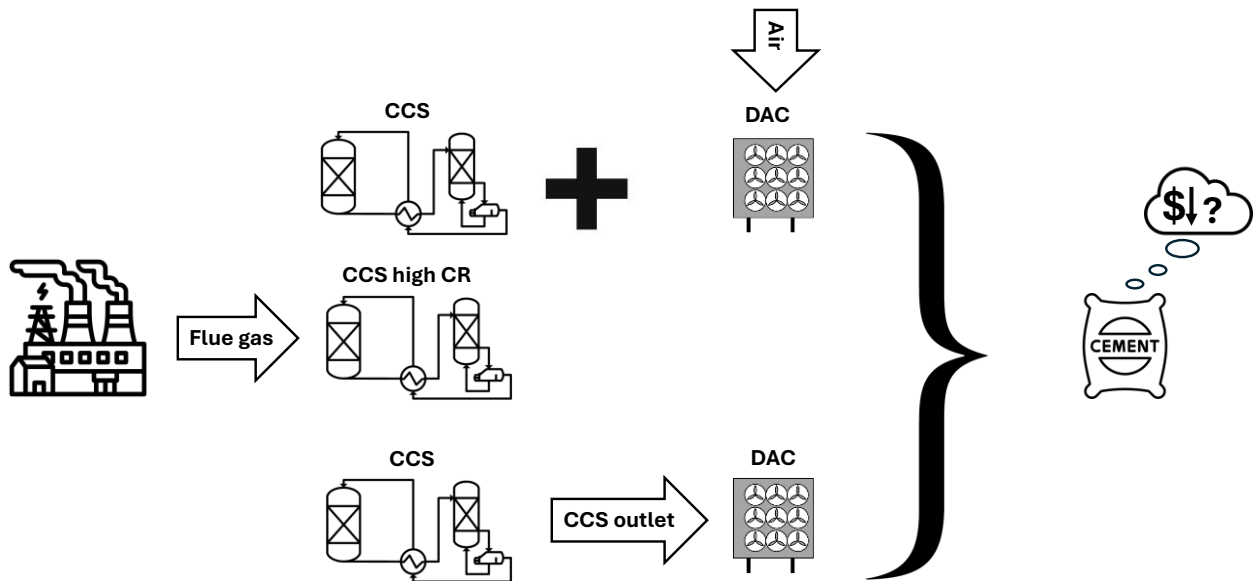 Air
CCS
DAC
$↓?
CCS high CR
Flue gas
CEMENT
CCS
DAC
CCS outlet